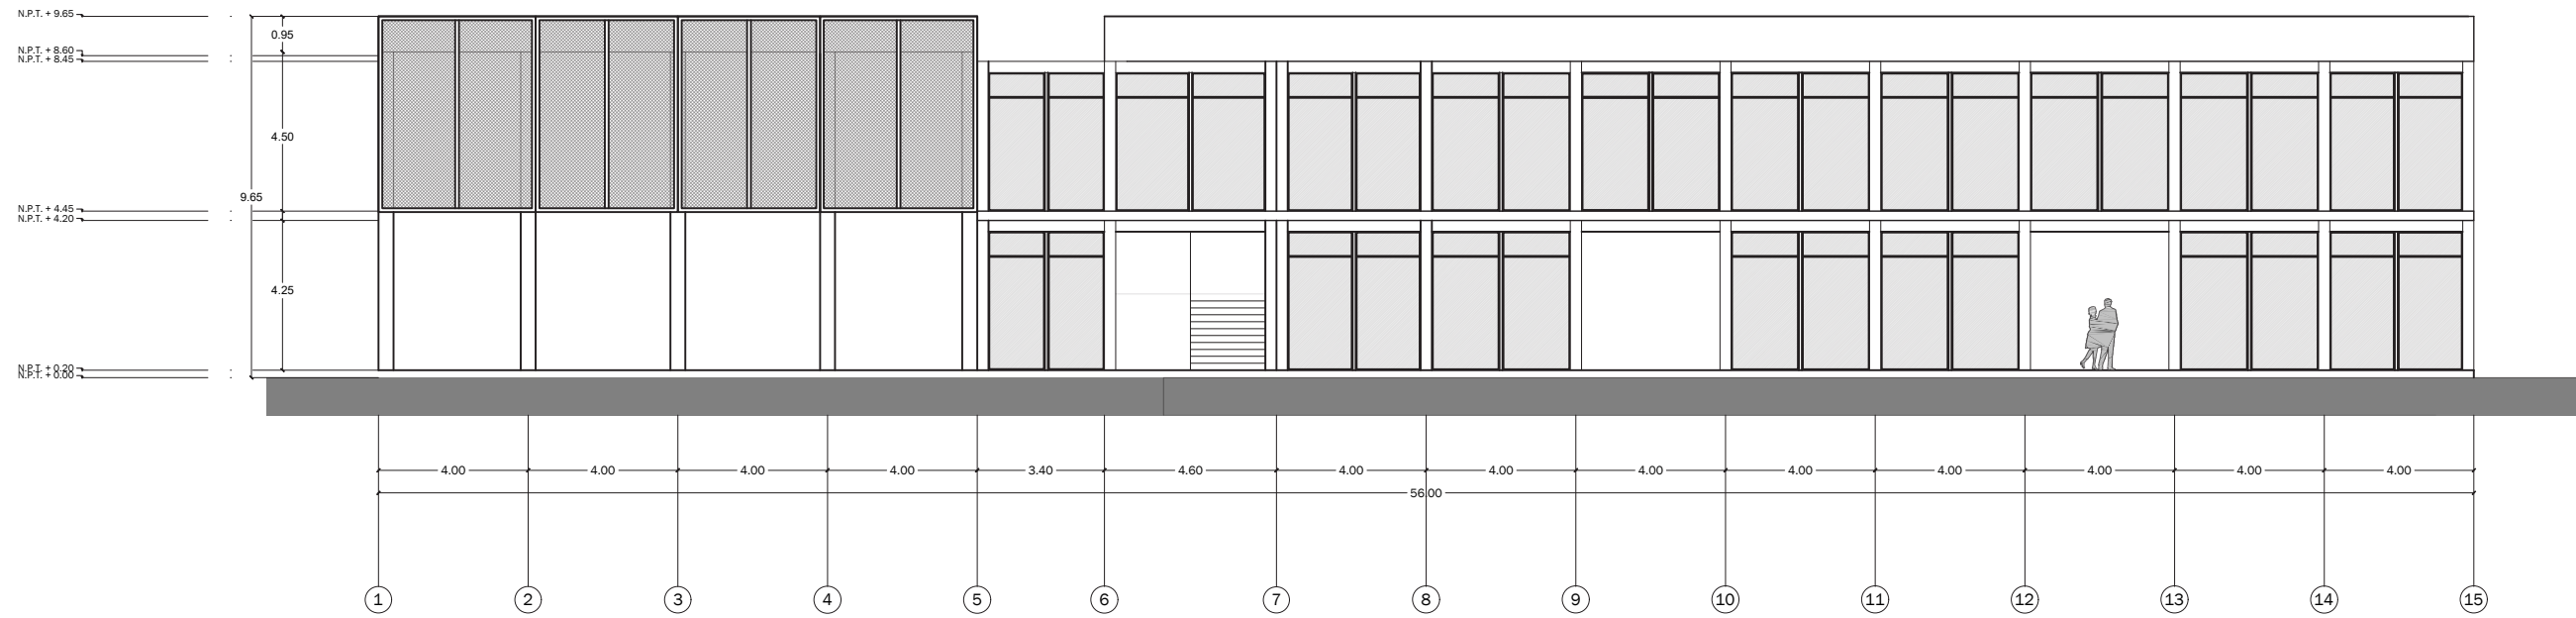 N.P.T. + 9.65
0.95
N.P.T. + 8.60
N.P.T. + 8.45
4.50
9.65
N.P.T. + 4.45
N.P.T. + 4.20
4.25
N.P.T. + 0.20
N.P.T. + 0.00
4.00 4.00 4.00 4.00 3.40 4.60 4.00 4.00 4.00 4.00 4.00 4.00 4.00 4.00
56.00
1 2 3 4 5 6 7 8 9 10 11 12 13 14 15